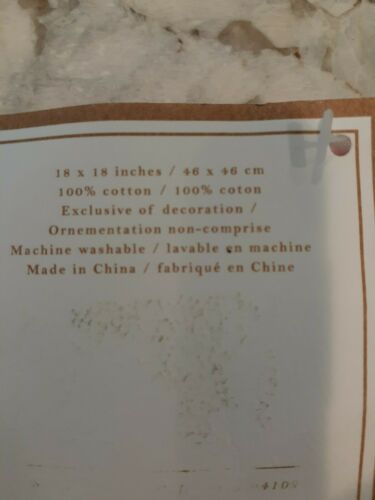 18 x 18 inches / 46 x 46 cm
100% cotton / 100% coton
Exclusive of decoration /
Ornementation non-comprise
Machine washable / lavable en machine
Made in China / fabriqué en Chine